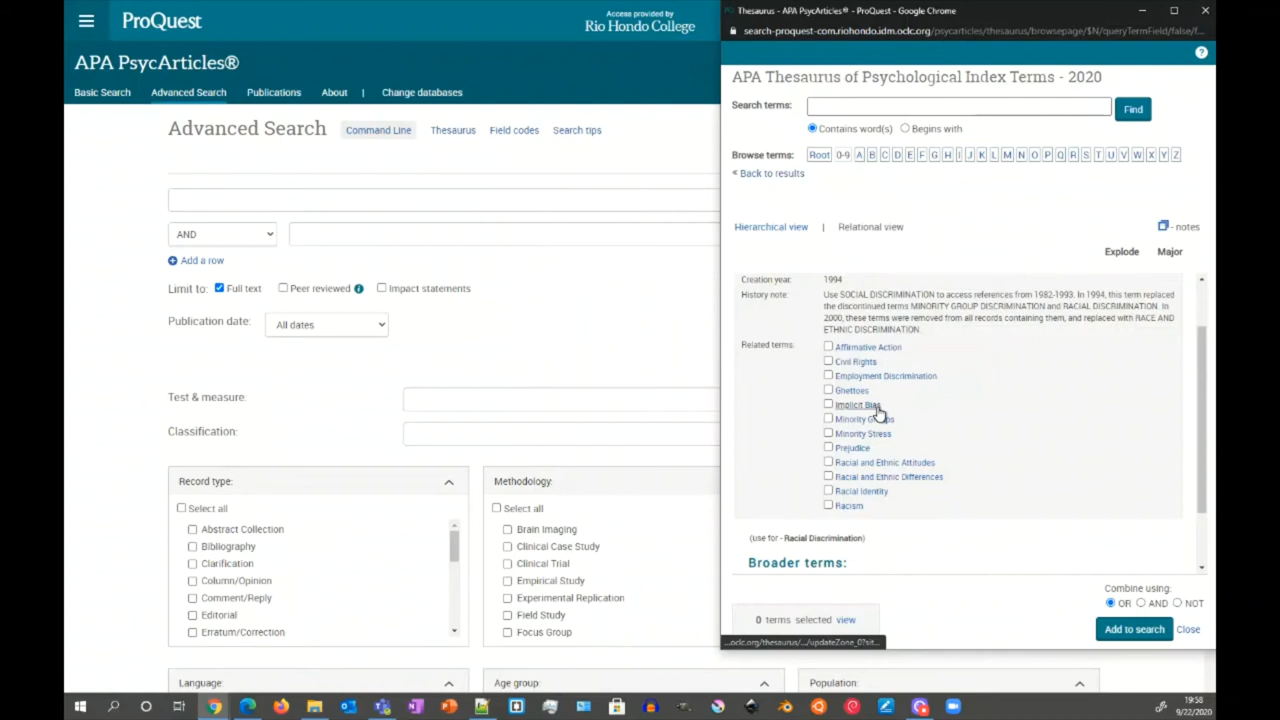 ProQuest
Access provided by
Rio Hondo College
APA PsycArticles®
Basic Search Advanced Search Publications About | Change databases
Advanced Search Command Line Thesaurus Field codes Search tips
AND
Add a row
Limit to: Full text Peer reviewed Impact statements
Publication date: All dates
Test & measure:
Classification:
Record type:
Select all
Abstract Collection
Bibliography
Clarification
Column/Opinion
Comment/Reply
Editorial
Erratum/Correction
Methodology:
Select all
Brain Imaging
Clinical Case Study
Clinical Trial
Empirical Study
Experimental Replication
Field Study
Focus Group
Language:
Age group:
Population:
Thesaurus - APA PsycArticles® - ProQuest - Google Chrome
search-proquest-com.riohondo.idm.oclc.org/psycarticles/thesaurus/browsepage/$N/queryTermField/false/f...
APA Thesaurus of Psychological Index Terms - 2020
Search terms: Find
Contains word(s) Begins with
Browse terms: Root 0-9 A B C D E F G H I J K L M N O P Q R S T U V W X Y Z
« Back to results
Hierarchical view | Relational view - notes
Explode Major
Creation year: 1994
History note: Use SOCIAL DISCRIMINATION to access references from 1982-1993. In 1994, this term replaced
the discontinued terms MINORITY GROUP DISCRIMINATION and RACIAL DISCRIMINATION. In
2000, these terms were removed from all records containing them, and replaced with RACE AND
ETHNIC DISCRIMINATION.
Related terms: Affirmative Action
Civil Rights
Employment Discrimination
Ghettoes
Implicit Bias
Minority Groups
Minority Stress
Prejudice
Racial and Ethnic Attitudes
Racial and Ethnic Differences
Racial Identity
Racism
(use for - Racial Discrimination)
Broader terms:
Combine using:
OR AND NOT
0 terms selected view
Add to search Close
...oclc.org/thesaurus/.../updateZone_0?sit...
19:58
9/22/2020